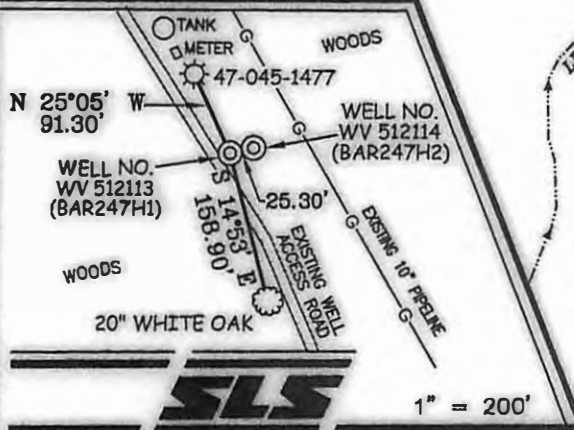 TANK
METER
WOODS
47-045-1477
N 25°05' W
91.30'
WELL NO.
WV 512114
(BAR247H2)
WELL NO.
WV 512113
(BAR247H1)
25.30'
S 14°53' E
158.90'
EXISTING WELL
ACCESS ROAD
EXISTING 10" PIPELINE
G
G
G
G
WOODS
20" WHITE OAK
SLS
1" = 200'